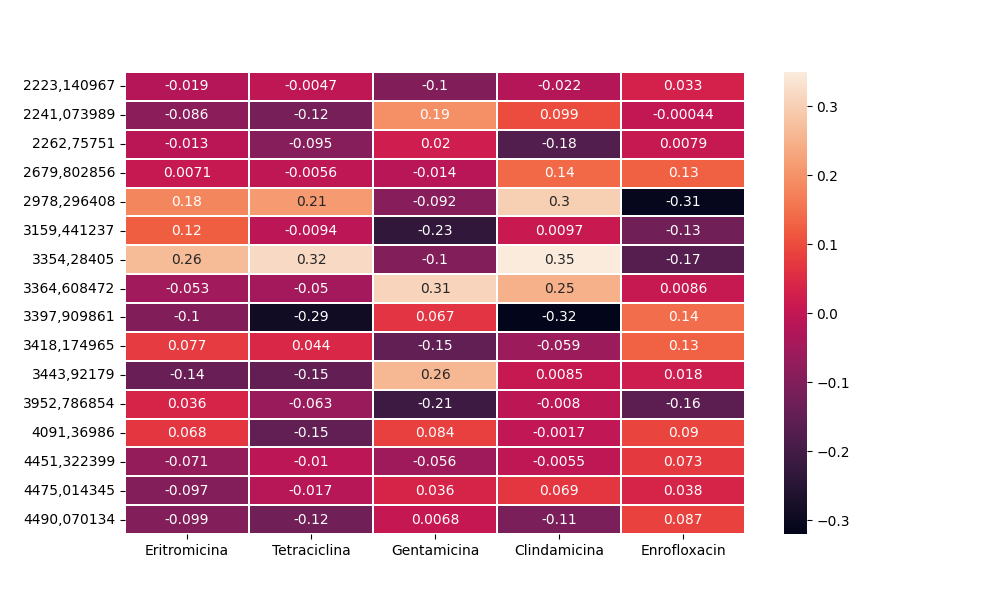 2223,140967 -0.019 -0.0047 -0.1 -0.022 0.033
2241,073989 -0.086 -0.12 0.19 0.099 -0.00044
2262,75751 -0.013 -0.095 0.02 -0.18 0.0079
2679,802856 0.0071 -0.0056 -0.014 0.14 0.13
2978,296408 0.18 0.21 -0.092 0.3 -0.31
3159,441237 0.12 -0.0094 -0.23 0.0097 -0.13
3354,28405 0.26 0.32 -0.1 0.35 -0.17
3364,608472 -0.053 -0.05 0.31 0.25 0.0086
3397,909861 -0.1 -0.29 0.067 -0.32 0.14
3418,174965 0.077 0.044 -0.15 -0.059 0.13
3443,92179 -0.14 -0.15 0.26 0.0085 0.018
3952,786854 0.036 -0.063 -0.21 -0.008 -0.16
4091,36986 0.068 -0.15 0.084 -0.0017 0.09
4451,322399 -0.071 -0.01 -0.056 -0.0055 0.073
4475,014345 -0.097 -0.017 0.036 0.069 0.038
4490,070134 -0.099 -0.12 0.0068 -0.11 0.087
Eritromicina Tetraciclina Gentamicina Clindamicina Enrofloxacin
0.3
0.2
0.1
0.0
−0.1
−0.2
−0.3